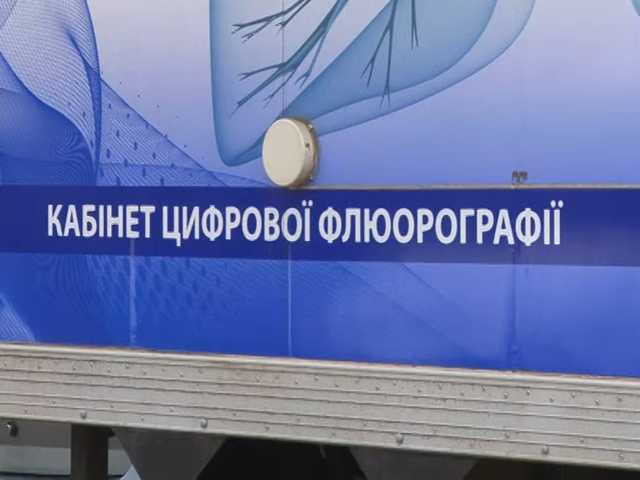 КАБІНЕТ ЦИФРОВОЇ ФЛЮОРОГРАФІЇ